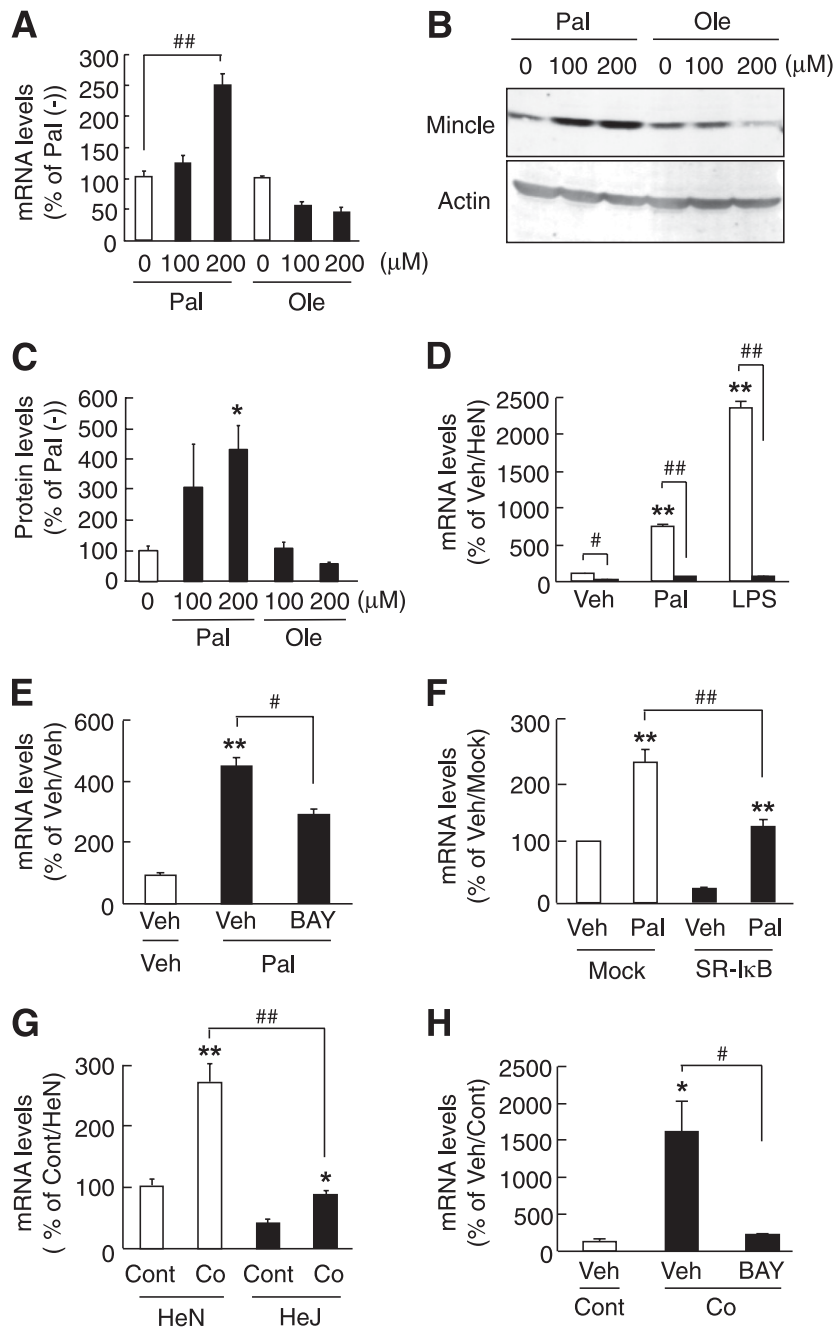 A
##
mRNA levels
(% of Pal (-))
300
250
200
150
100
50
0
0 100 200 0 100 200 (μM)
Pal Ole
B
Pal Ole
0 100 200 0 100 200 (μM)
Mincle
Actin
C
Protein levels
(% of Pal (-))
600
500
400
300
200
100
0
*
0 100 200 100 200 (μM)
Pal Ole
D
mRNA levels
(% of Veh/HeN)
2500
2000
1500
1000
500
0
#
##
**
##
**
Veh Pal LPS
E
mRNA levels
(% of Veh/Veh)
600
400
200
0
#
**
Veh Veh BAY
Veh Pal
F
mRNA levels
(% of Veh/Mock)
300
200
100
0
##
**
**
Veh Pal Veh Pal
Mock SR-IκB
G
mRNA levels
( % of Cont/HeN)
300
200
100
0
##
**
*
Cont Co Cont Co
HeN HeJ
H
mRNA levels
(% of Veh/Cont)
2500
2000
1500
1000
500
0
#
*
Veh Veh BAY
Cont Co